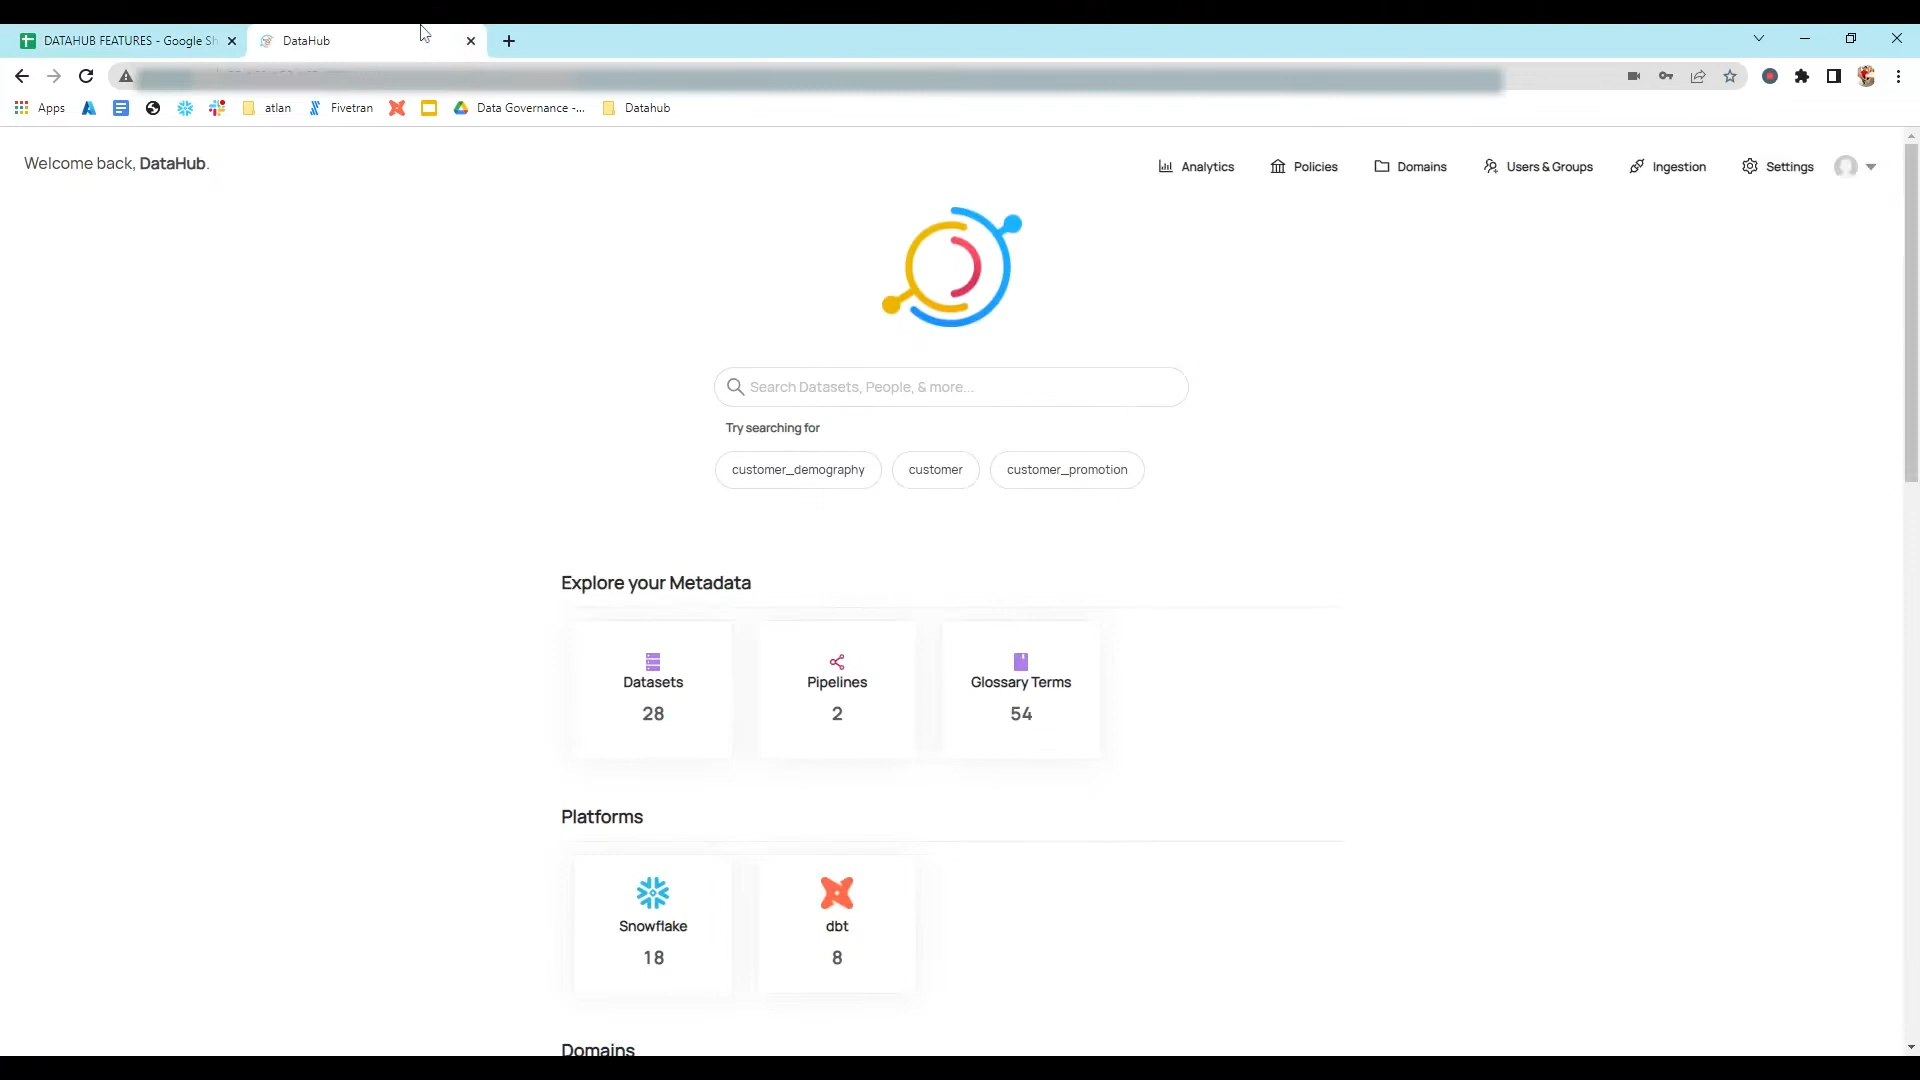 DATAHUB FEATURES - Google Sh
DataHub
Apps
atlan
Fivetran
Data Governance -...
Datahub
Welcome back, DataHub.
Analytics
Policies
Domains
Users & Groups
Ingestion
Settings
Search Datasets, People, & more...
Try searching for
customer_demography
customer
customer_promotion
Explore your Metadata
Datasets
28
Pipelines
2
Glossary Terms
54
Platforms
Snowflake
18
dbt
8
Domains